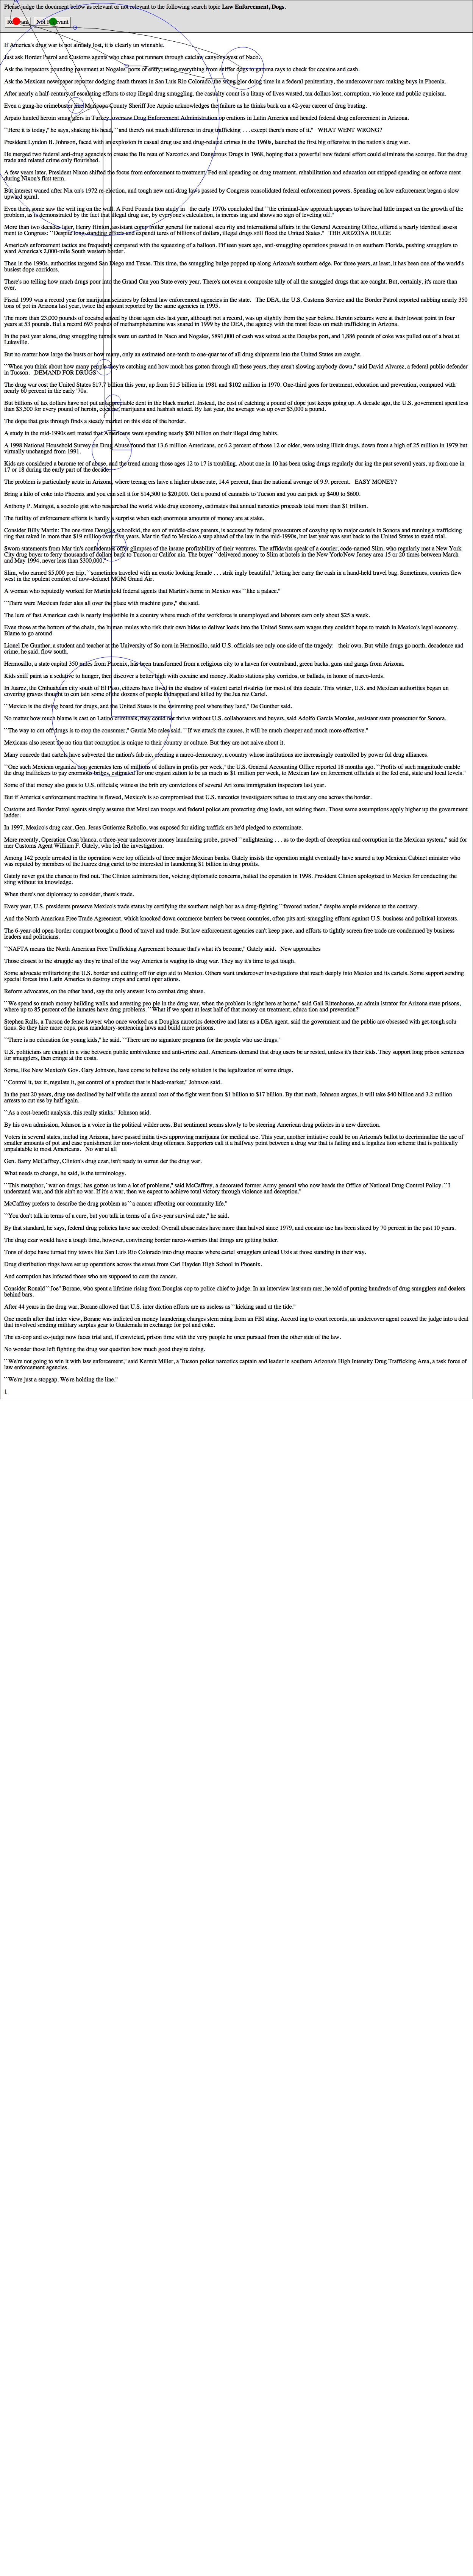 Please judge the document below as relevant or not relevant to the following search topic Law Enforcement, Dogs.
Relevant Not Relevant
If America's drug war is not already lost, it is clearly un winnable.
Just ask Border Patrol and Customs agents who chase pot runners through catclaw canyons west of Naco.
Ask the inspectors pounding pavement at Nogales' ports of entry, using everything from sniffer dogs to gamma rays to check for cocaine and cash.
Ask the Mexican newspaper reporter dodging death threats in San Luis Rio Colorado, the smug gler doing time in a federal penitentiary, the undercover narc making buys in Phoenix.
After nearly a half-century of escalating efforts to stop illegal drug smuggling, the casualty count is a litany of lives wasted, tax dollars lost, corruption, vio lence and public cynicism.
Even a gung-ho crimebuster like Maricopa County Sheriff Joe Arpaio acknowledges the failure as he thinks back on a 42-year career of drug busting.
Arpaio hunted heroin smugglers in Turkey, oversaw Drug Enforcement Administration op erations in Latin America and headed federal drug enforcement in Arizona.
``Here it is today,'' he says, shaking his head, ``and there's not much difference in drug trafficking . . . except there's more of it.'' WHAT WENT WRONG?
President Lyndon B. Johnson, faced with an explosion in casual drug use and drug-related crimes in the 1960s, launched the first big offensive in the nation's drug war.
He merged two federal anti-drug agencies to create the Bu reau of Narcotics and Dangerous Drugs in 1968, hoping that a powerful new federal effort could eliminate the scourge. But the drug
trade and related crime only flourished.
A few years later, President Nixon shifted the focus from enforcement to treatment. Fed eral spending on drug treatment, rehabilitation and education out stripped spending on enforce ment
during Nixon's first term.
But interest waned after Nix on's 1972 re-election, and tough new anti-drug laws passed by Congress consolidated federal enforcement powers. Spending on law enforcement began a slow
upward spiral.
Even then, some saw the writ ing on the wall. A Ford Founda tion study in the early 1970s concluded that ``the criminal-law approach appears to have had little impact on the growth of the
problem, as is demonstrated by the fact that illegal drug use, by everyone's calculation, is increas ing and shows no sign of leveling off.''
More than two decades later, Henry Hinton, assistant comp troller general for national secu rity and international affairs in the General Accounting Office, offered a nearly identical assess
ment to Congress: ``Despite long-standing efforts and expendi tures of billions of dollars, illegal drugs still flood the United States.'' THE ARIZONA BULGE
America's enforcement tactics are frequently compared with the squeezing of a balloon. Fif teen years ago, anti-smuggling operations pressed in on southern Florida, pushing smugglers to
ward America's 2,000-mile South western border.
Then in the 1990s, authorities targeted San Diego and Texas. This time, the smuggling bulge popped up along Arizona's southern edge. For three years, at least, it has been one of the world's
busiest dope corridors.
There's no telling how much drugs pour into the Grand Can yon State every year. There's not even a composite tally of all the smuggled drugs that are caught. But, certainly, it's more than
ever.
Fiscal 1999 was a record year for marijuana seizures by federal law enforcement agencies in the state. The DEA, the U.S. Customs Service and the Border Patrol reported nabbing nearly 350
tons of pot in Arizona last year, twice the amount reported by the same agencies in 1995.
The more than 23,000 pounds of cocaine seized by those agen cies last year, although not a record, was up slightly from the year before. Heroin seizures were at their lowest point in four
years at 53 pounds. But a record 693 pounds of methamphetamine was seized in 1999 by the DEA, the agency with the most focus on meth trafficking in Arizona.
In the past year alone, drug smuggling tunnels were un earthed in Naco and Nogales, $891,000 of cash was seized at the Douglas port, and 1,886 pounds of coke was pulled out of a boat at
Lukeville.
But no matter how large the busts or how many, only an estimated one-tenth to one-quar ter of all drug shipments into the United States are caught.
``When you think about how many people they're catching and how much has gotten through all these years, it isn't slowing anybody down,'' said David Alvarez, a federal public defender
in Tucson. DEMAND FOR DRUGS
The drug war cost the United States $17.7 billion this year, up from $1.5 billion in 1981 and $102 million in 1970. One-third goes for treatment, education and prevention, compared with
nearly 60 percent in the early '70s.
But billions of tax dollars have not put an appreciable dent in the black market. Instead, the cost of catching a pound of dope just keeps going up. A decade ago, the U.S. government spent less
than $3,500 for every pound of heroin, cocaine, marijuana and hashish seized. By last year, the average was up to $5,000 a pound.
The dope that gets through finds a steady market on this side of the border.
A study in the mid-1990s esti mated that Americans were spending nearly $50 billion on their illegal drug habits.
A 1998 National Household Survey on Drug Abuse found that 13.6 million Americans, or 6.2 percent of those 12 or older, were using illicit drugs, down from a high of 25 million in 1979 but
virtually unchanged from 1991.
Kids are considered a barome ter of abuse, and the trend among those ages 12 to 17 is troubling. About one in 10 has been using drugs regularly dur ing the past several years, up from one in
17 or 18 during the early part of the decade.
The problem is particularly acute in Arizona, where teenag ers have a higher usage rate, 14.4 percent, than the national average of 9.9. percent. EASY MONEY?
Bring a kilo of coke into Phoenix and you can sell it for $14,500 to $20,000. Get a pound of cannabis to Tucson and you can pick up $400 to $600.
Anthony P. Maingot, a sociolo gist who researched the world wide drug economy, estimates that annual narcotics proceeds total more than $1 trillion.
The futility of enforcement efforts is hardly a surprise when such enormous amounts of money are at stake.
Consider Billy Martin: The one-time Douglas schoolkid, the son of middle-class parents, is accused by federal prosecutors of cozying up to major cartels in Sonora and running a trafficking
ring that raked in more than $19 million over five years. Mar tin fled to Mexico ahead of the law in the mid-1990s, but last year was sent back to the United States to stand trial.
Sworn statements from Mar tin's confederates offer glimpses of the insane profitability of their ventures. The affidavits speak of a courier, code-named Slim, who regularly met a New York
City drug buyer to ferry thousands of dollars back to Tucson or Califor nia. The buyer ``delivered money to Slim at hotels in the New York/New Jersey area 15 or 20 times between March
and May 1994, never less than $300,000.''
Slim, who earned $5,000 per trip, ``sometimes traveled with an exotic looking female . . . strik ingly beautiful,'' letting her carry the cash in a hand-held travel bag. Sometimes, couriers flew
west in the opulent comfort of now-defunct MGM Grand Air.
A woman who reputedly worked for Martin told federal agents that Martin's home in Mexico was ``like a palace.''
``There were Mexican feder ales all over the place with machine guns,'' she said.
The lure of fast American cash is nearly irresistible in a country where much of the workforce is unemployed and laborers earn only about $25 a week.
Even those at the bottom of the chain, the human mules who risk their own hides to deliver loads into the United States earn wages they couldn't hope to match in Mexico's legal economy.
Blame to go around
Lionel De Gunther, a student and teacher at the University of So nora in Hermosillo, said U.S. officials see only one side of the tragedy: their own. But while drugs go north, decadence and
crime, he said, flow south.
Hermosillo, a state capital 350 miles from Phoenix, has been transformed from a religious city to a haven for contraband, green backs, guns and gangs from Arizona.
Kids sniff paint as a sedative for hunger, then discover a better high with cocaine and money. Radio stations play corridos, or ballads, in honor of narco-lords.
In Juarez, the Chihuahuan city south of El Paso, citizens have lived in the shadow of violent cartel rivalries for most of this decade. This winter, U.S. and Mexican authorities began un
covering graves thought to con tain some of the dozens of people kidnapped and killed by the Jua rez Cartel.
``Mexico is the diving board for drugs, and the United States is the swimming pool where they land,'' De Gunther said.
No matter how much blame is cast on Latino criminals, they could not thrive without U.S. collaborators and buyers, said Adolfo Garcia Morales, assistant state procurator for Sonora.
``The way to cut off drugs is to stop the consumer,'' Garcia Mo rales said. ``If we attack the causes, it will be much cheaper and more effective.''
Mexicans also resent the no tion that corruption is unique to their country or culture. But they are not naive about it.
Many concede that cartels have subverted the nation's fab ric, creating a narco-democracy, a country whose institutions are increasingly controlled by power ful drug alliances.
``One such Mexican organiza tion generates tens of millions of dollars in profits per week,'' the U.S. General Accounting Office reported 18 months ago. ``Profits of such magnitude enable
the drug traffickers to pay enormous bribes, estimated for one organi zation to be as much as $1 million per week, to Mexican law en forcement officials at the fed eral, state and local levels.''
Some of that money also goes to U.S. officials; witness the brib ery convictions of several Ari zona immigration inspectors last year.
But if America's enforcement machine is flawed, Mexico's is so compromised that U.S. narcotics investigators refuse to trust any one across the border.
Customs and Border Patrol agents simply assume that Mexi can troops and federal police are protecting drug loads, not seizing them. Those same assumptions apply higher up the government
ladder.
In 1997, Mexico's drug czar, Gen. Jesus Gutierrez Rebollo, was exposed for aiding traffick ers he'd pledged to exterminate.
More recently, Operation Casa blanca, a three-year undercover money laundering probe, proved ``enlightening . . . as to the depth of deception and corruption in the Mexican system,'' said for
mer Customs Agent William F. Gately, who led the investigation.
Among 142 people arrested in the operation were top officials of three major Mexican banks. Gately insists the operation might eventually have snared a top Mexican Cabinet minister who
was reputed by members of the Juarez drug cartel to be interested in laundering $1 billion in drug profits.
Gately never got the chance to find out. The Clinton administra tion, voicing diplomatic concerns, halted the operation in 1998. President Clinton apologized to Mexico for conducting the
sting without its knowledge.
When there's not diplomacy to consider, there's trade.
Every year, U.S. presidents preserve Mexico's trade status by certifying the southern neigh bor as a drug-fighting ``favored nation,'' despite ample evidence to the contrary.
And the North American Free Trade Agreement, which knocked down commerce barriers be tween countries, often pits anti-smuggling efforts against U.S. business and political interests.
The 6-year-old open-border compact brought a flood of travel and trade. But law enforcement agencies can't keep pace, and efforts to tightly screen free trade are condemned by business
leaders and politicians.
``NAFTA means the North American Free Trafficking Agreement because that's what it's become,'' Gately said. New approaches
Those closest to the struggle say they're tired of the way America is waging its drug war. They say it's time to get tough.
Some advocate militarizing the U.S. border and cutting off for eign aid to Mexico. Others want undercover investigations that reach deeply into Mexico and its cartels. Some support sending
special forces into Latin America to destroy crops and cartel oper ations.
Reform advocates, on the other hand, say the only answer is to combat drug abuse.
``We spend so much money building walls and arresting peo ple in the drug war, when the problem is right here at home,'' said Gail Rittenhouse, an admin istrator for Arizona state prisons,
where up to 85 percent of the inmates have drug problems. ``What if we spent at least half of that money on treatment, educa tion and prevention?''
Stephen Ralls, a Tucson de fense lawyer who once worked as a Douglas narcotics detective and later as a DEA agent, said the government and the public are obsessed with get-tough solu
tions. So they hire more cops, pass mandatory-sentencing laws and build more prisons.
``There is no education for young kids,'' he said. ``There are no signature programs for the people who use drugs.''
U.S. politicians are caught in a vise between public ambivalence and anti-crime zeal. Americans demand that drug users be ar rested, unless it's their kids. They support long prison sentences
for smugglers, then cringe at the costs.
Some, like New Mexico's Gov. Gary Johnson, have come to believe the only solution is the legalization of some drugs.
``Control it, tax it, regulate it, get control of a product that is black-market,'' Johnson said.
In the past 20 years, drug use declined by half while the annual cost of the fight went from $1 billion to $17 billion. By that math, Johnson argues, it will take $40 billion and 3.2 million
arrests to cut use by half again.
``As a cost-benefit analysis, this really stinks,'' Johnson said.
By his own admission, Johnson is a voice in the political wilder ness. But sentiment seems slowly to be steering American drug policies in a new direction.
Voters in several states, includ ing Arizona, have passed initia tives approving marijuana for medical use. This year, another initiative could be on Arizona's ballot to decriminalize the use of
smaller amounts of pot and ease punishment for non-violent drug offenses. Supporters call it a halfway point between a drug war that is failing and a legaliza tion scheme that is politically
unpalatable to most Americans. No war at all
Gen. Barry McCaffrey, Clinton's drug czar, isn't ready to surren der the drug war.
What needs to change, he said, is the terminology.
``This metaphor, `war on drugs,' has gotten us into a lot of problems,'' said McCaffrey, a decorated former Army general who now heads the Office of National Drug Control Policy. ``I
understand war, and this ain't no war. If it's a war, then we expect to achieve total victory through violence and deception.''
McCaffrey prefers to describe the drug problem as ``a cancer affecting our community life.''
``You don't talk in terms of a cure, but you talk in terms of a five-year survival rate,'' he said.
By that standard, he says, federal drug policies have suc ceeded: Overall abuse rates have more than halved since 1979, and cocaine use has been sliced by 70 percent in the past 10 years.
The drug czar would have a tough time, however, convincing border narco-warriors that things are getting better.
Tons of dope have turned tiny towns like San Luis Rio Colorado into drug meccas where cartel smugglers unload Uzis at those standing in their way.
Drug distribution rings have set up operations across the street from Carl Hayden High School in Phoenix.
And corruption has infected those we supposed to cure the cancer.
Consider Ronald ``Joe'' Borane, who spent a lifetime rising from Douglas cop to police chief to judge. In an interview last sum mer, he told of putting hundreds of drug smugglers and dealers
behind bars.
After 44 years in the drug war, Borane allowed that U.S. inter diction efforts are as useless as ``kicking sand at the tide.''
One month after that inter view, Borane was indicted on money laundering charges stem ming from an FBI sting. Accord ing to court records, an undercover agent coaxed the judge into a deal
that involved sending military surplus gear to Guatemala in exchange for pot and coke.
The ex-cop and ex-judge now faces trial and, if convicted, prison time with the very people he once pursued from the other side of the law.
No wonder those left fighting the drug war question how much good they're doing.
``We're not going to win it with law enforcement,'' said Kermit Miller, a Tucson police narcotics captain and leader in southern Arizona's High Intensity Drug Trafficking Area, a task force of
law enforcement agencies.
``We're just a stopgap. We're holding the line.''
1